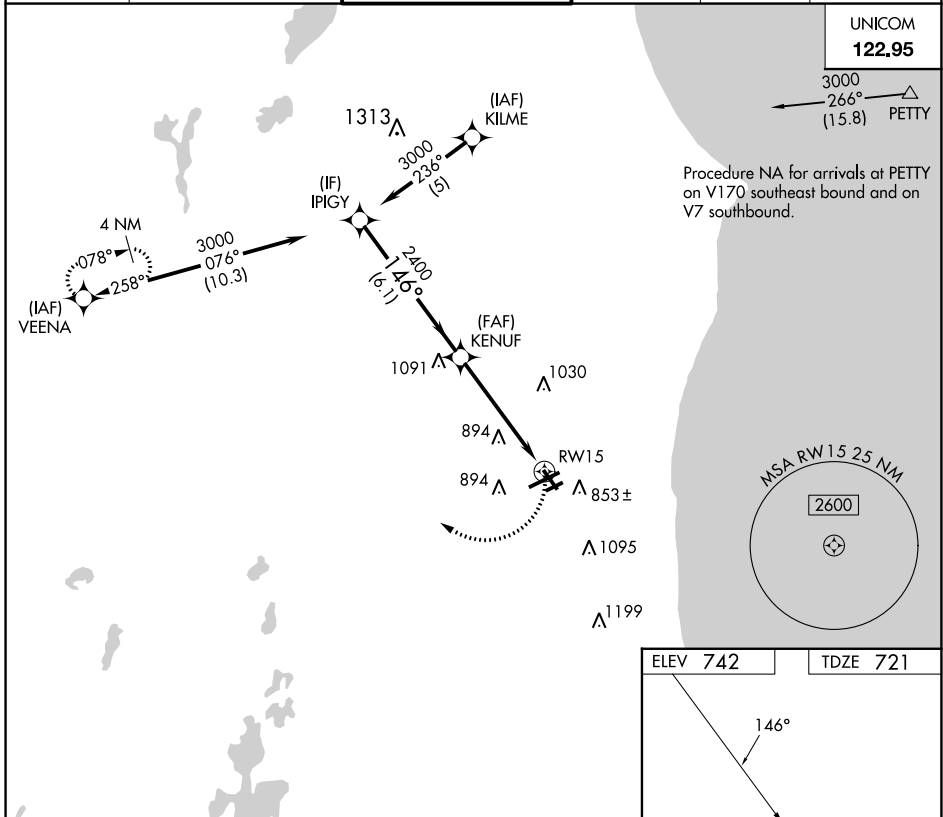 UNICOM
122.95
3000
266°
(15.8)
PETTY
Procedure NA for arrivals at PETTY
on V170 southeast bound and on
V7 southbound.
(IAF)
KILME
1313
3000
236°
(5)
(IF)
IPIGY
4 NM
078°
258°
3000
076°
(10.3)
(IAF)
VEENA
2400
146°
(6.1)
(FAF)
KENUF
1091
1030
894
RW15
894
853±
1095
1199
MSA RW15 25 NM
2600
ELEV 742
TDZE 721
146°